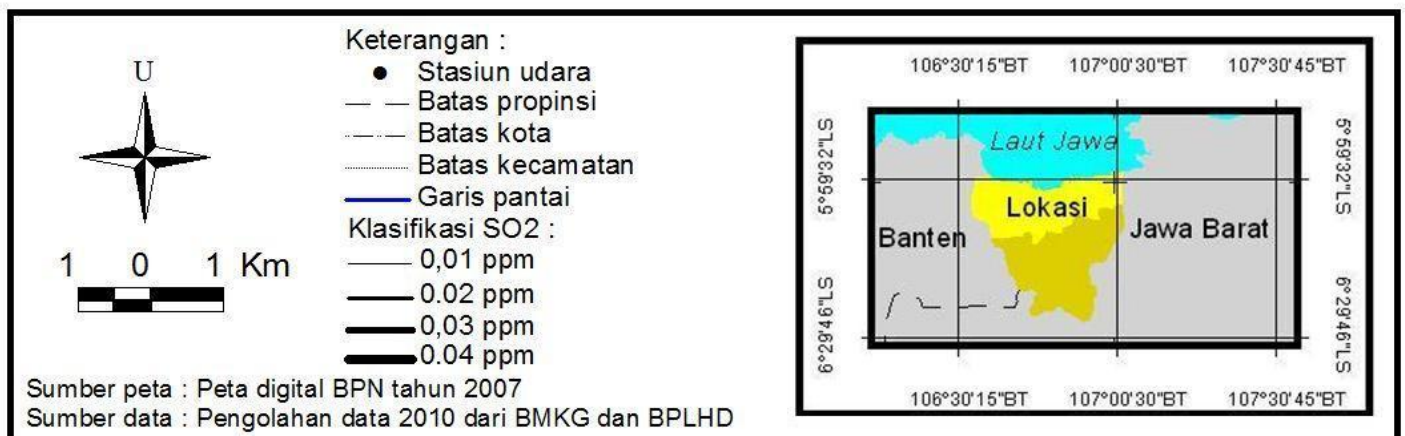 U
1 0 1 Km
Keterangan :
Stasiun udara
Batas propinsi
Batas kota
Batas kecamatan
Garis pantai
Klasifikasi SO2 :
0,01 ppm
0.02 ppm
0,03 ppm
0.04 ppm
Sumber peta : Peta digital BPN tahun 2007
Sumber data : Pengolahan data 2010 dari BMKG dan BPLHD
106°30'15"BT 107°00'30"BT 107°30'45"BT
5°59'32"LS
6°29'46"LS
Laut Jawa
Lokasi
Banten
Jawa Barat
5°59'32"LS
6°29'46"LS
106°30'15"BT 107°00'30"BT 107°30'45"BT